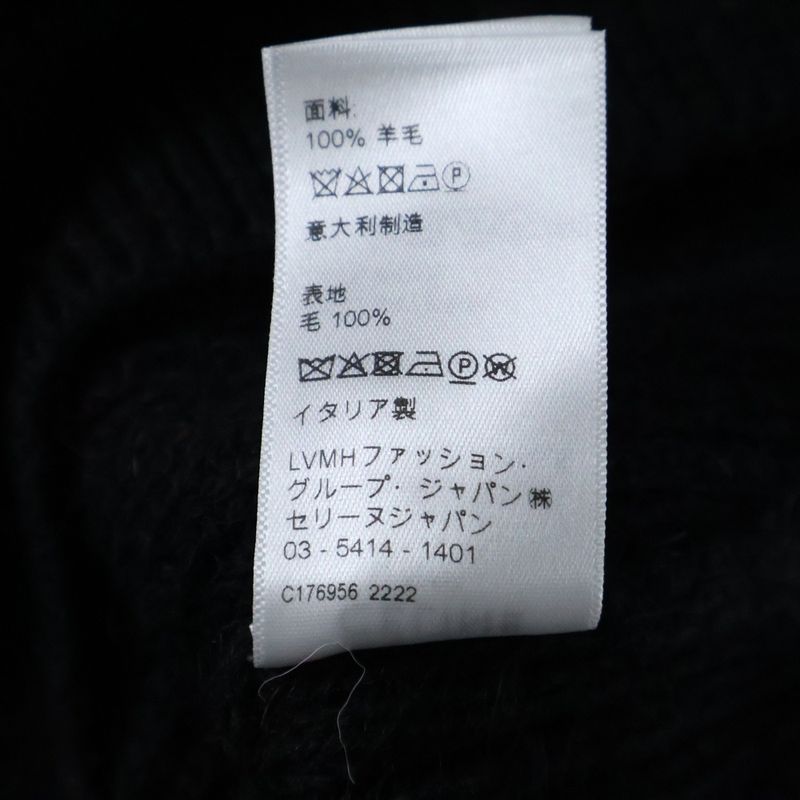 面料:
100% 羊毛
P
意大利制造
表地
毛 100%
P W
イタリア製
LVMHファッション・
グループ・ジャパン㈱
セリーヌジャパン
03 - 5414 - 1401
C176956 2222